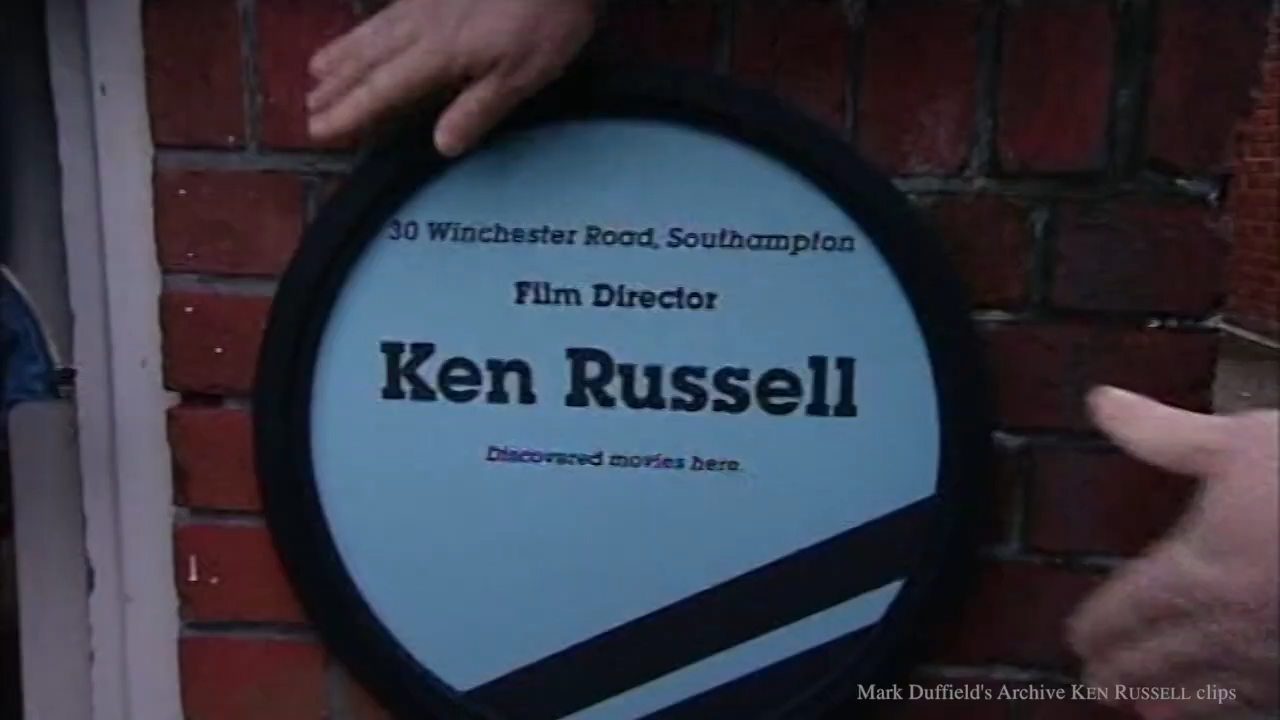 30 Winchester Road, Southampton
Film Director
Ken Russell
Discovered movies here.
Mark Duffield's Archive KEN RUSSELL clips